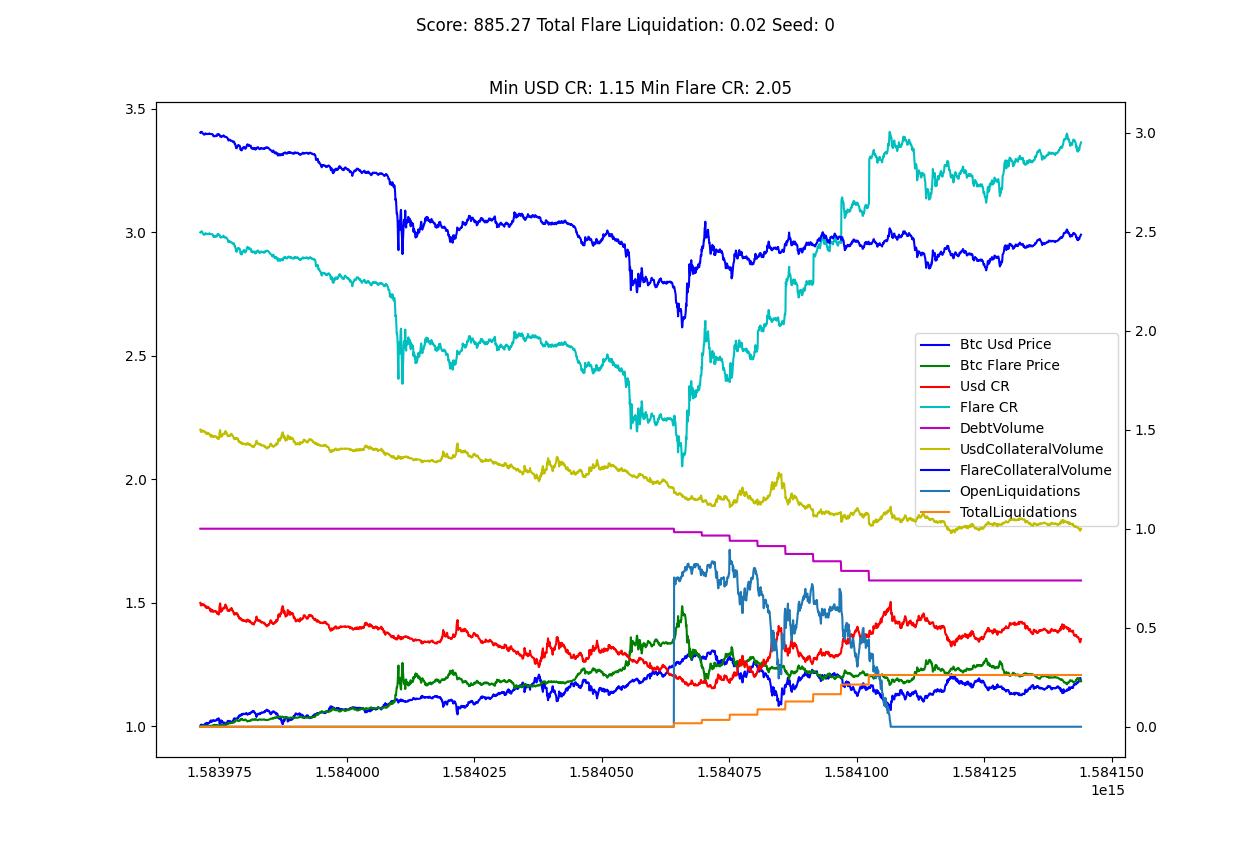 Score: 885.27 Total Flare Liquidation: 0.02 Seed: 0
Min USD CR: 1.15 Min Flare CR: 2.05
3.5
3.0
2.5
2.0
1.5
1.0
3.0
2.5
2.0
1.5
1.0
0.5
0.0
Btc Usd Price
Btc Flare Price
Usd CR
Flare CR
DebtVolume
UsdCollateralVolume
FlareCollateralVolume
OpenLiquidations
TotalLiquidations
1.583975 1.584000 1.584025 1.584050 1.584075 1.584100 1.584125 1.584150
1e15